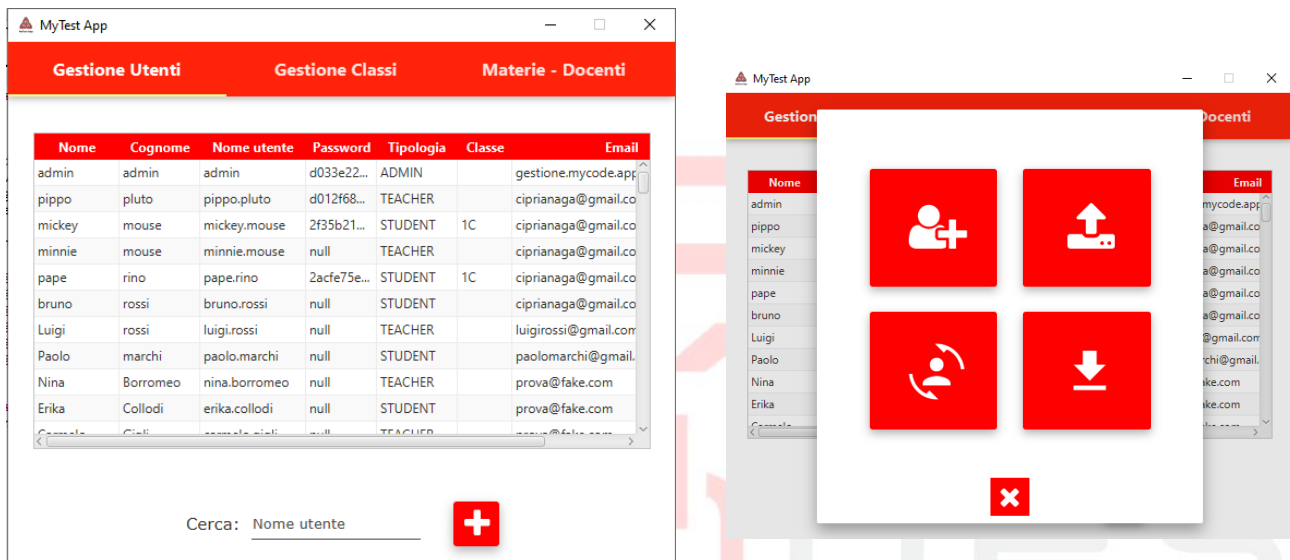 MyTest App
Gestione Utenti Gestione Classi Materie - Docenti
Nome Cognome Nome utente Password Tipologia Classe Email
admin admin admin d033e22... ADMIN gestione.mycode.app
pippo pluto pippo.pluto d012f68... TEACHER ciprianaga@gmail.co
mickey mouse mickey.mouse 2f35b21... STUDENT 1C ciprianaga@gmail.co
minnie mouse minnie.mouse null TEACHER ciprianaga@gmail.co
pape rino pape.rino 2acfe75e... STUDENT 1C ciprianaga@gmail.co
bruno rossi bruno.rossi null STUDENT ciprianaga@gmail.co
Luigi rossi luigi.rossi null TEACHER luigirossi@gmail.com
Paolo marchi paolo.marchi null STUDENT paolomarchi@gmail.
Nina Borromeo nina.borromeo null TEACHER prova@fake.com
Erika Collodi erika.collodi null STUDENT prova@fake.com
Cerca: Nome utente
MyTest App
Gestion Docenti
Nome Email
admin mycode.app
pippo a@gmail.co
mickey a@gmail.co
minnie a@gmail.co
pape a@gmail.co
bruno a@gmail.co
Luigi @gmail.com
Paolo rchi@gmail.
Nina ake.com
Erika ake.com